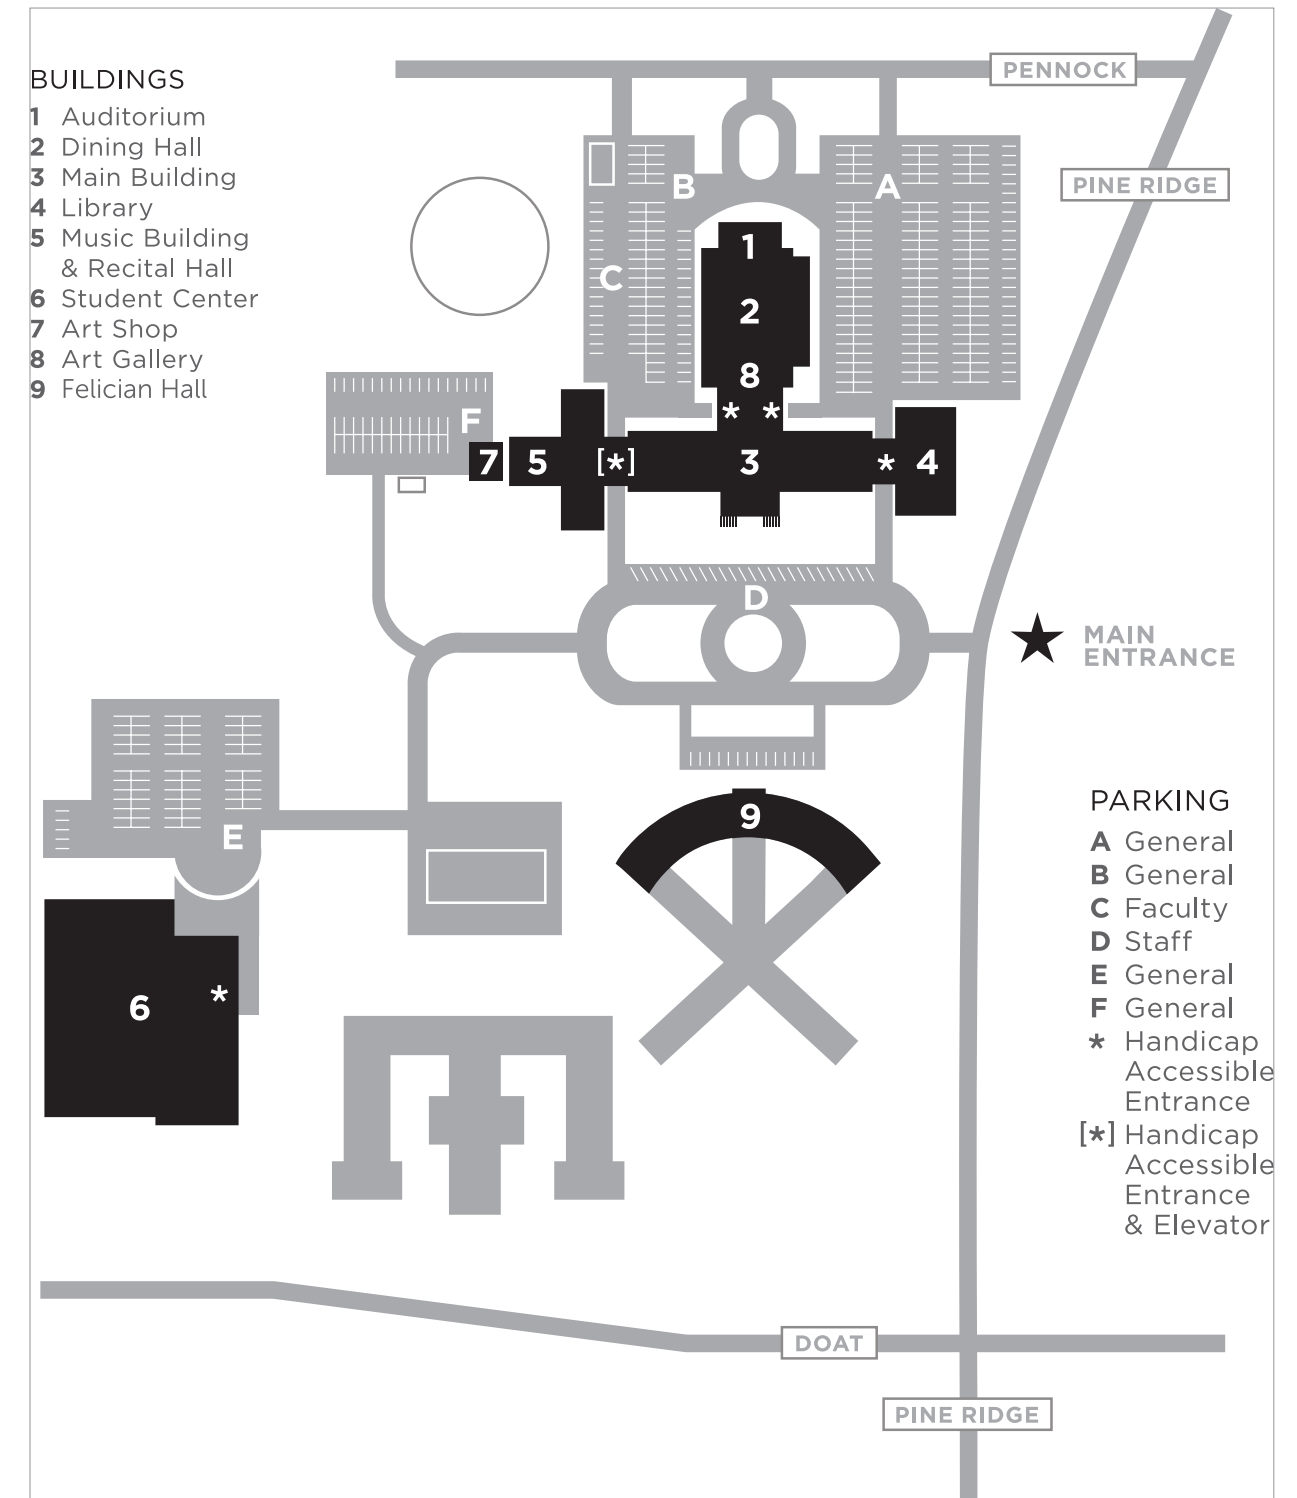 BUILDINGS
1 Auditorium
2 Dining Hall
3 Main Building
4 Library
5 Music Building
& Recital Hall
6 Student Center
7 Art Shop
8 Art Gallery
9 Felician Hall
PENNOCK
PINE RIDGE
B
A
C
1
2
8
* *
F
7
5
[*]
3
*
4
D
MAIN
ENTRANCE
E
9
6
*
PARKING
A General
B General
C Faculty
D Staff
E General
F General
* Handicap
Accessible
Entrance
[*] Handicap
Accessible
Entrance
& Elevator
DOAT
PINE RIDGE